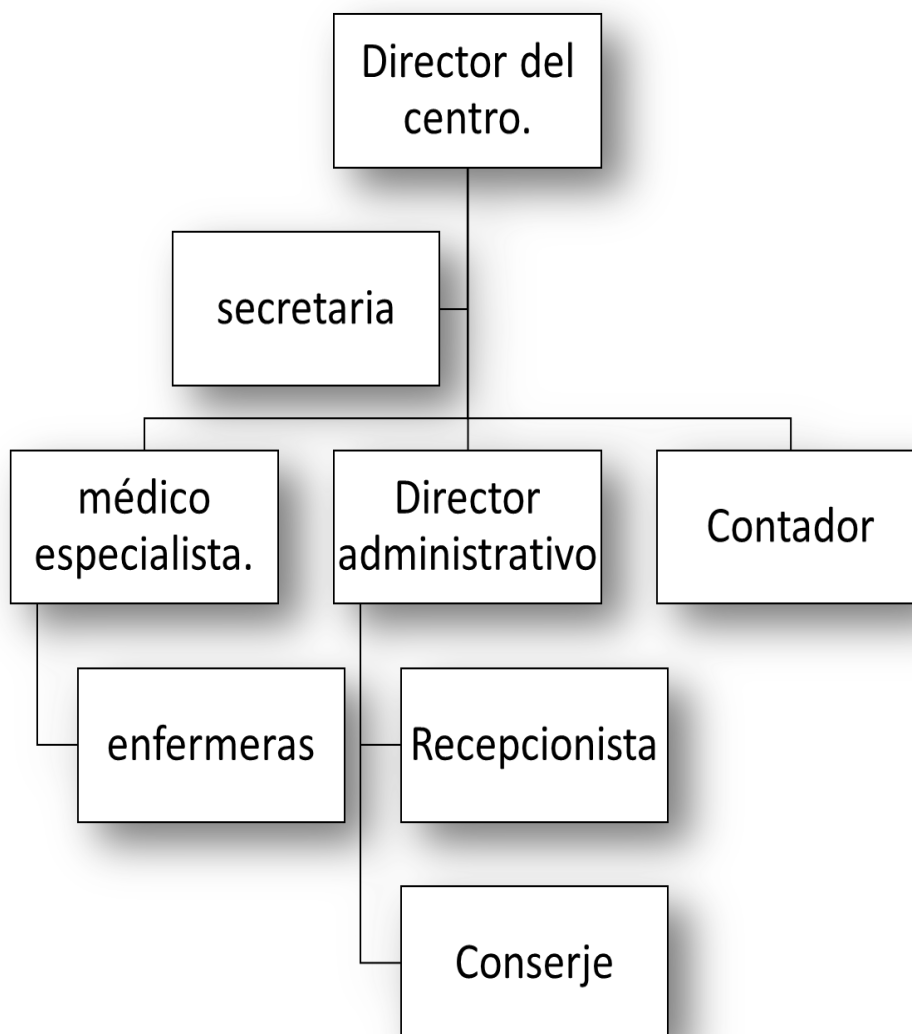 Director del
centro.
secretaria
médico
especialista.
Director
administrativo
Contador
enfermeras
Recepcionista
Conserje